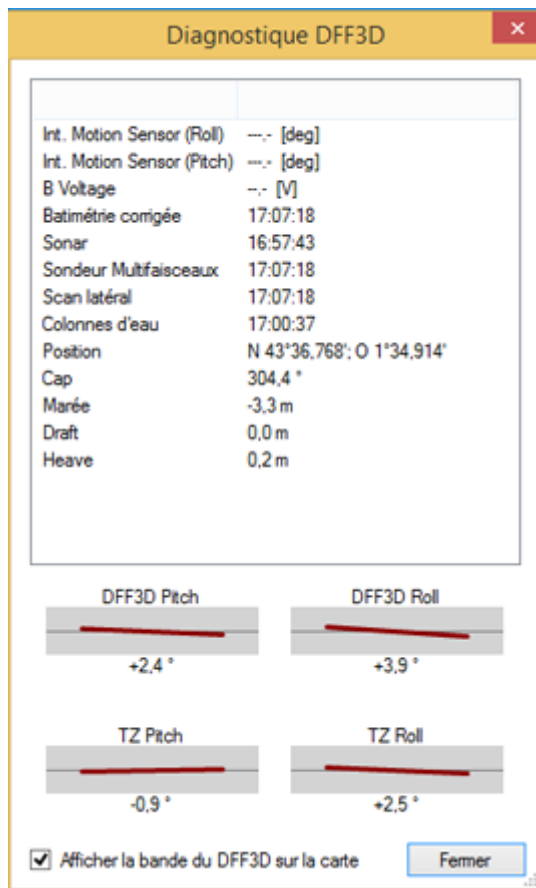 Diagnostique DFF3D
Int. Motion Sensor (Roll) ---.- [deg]
Int. Motion Sensor (Pitch) ---.- [deg]
B Voltage --.- [V]
Batimétrie corrigée 17:07:18
Sonar 16:57:43
Sondeur Multifaisceaux 17:07:18
Scan latéral 17:07:18
Colonnes d'eau 17:00:37
Position N 43°36,768'; O 1°34,914'
Cap 304,4 °
Marée -3,3 m
Draft 0,0 m
Heave 0,2 m
DFF3D Pitch DFF3D Roll
+2,4 ° +3,9 °
TZ Pitch TZ Roll
-0,9 ° +2,5 °
Afficher la bande du DFF3D sur la carte Fermer